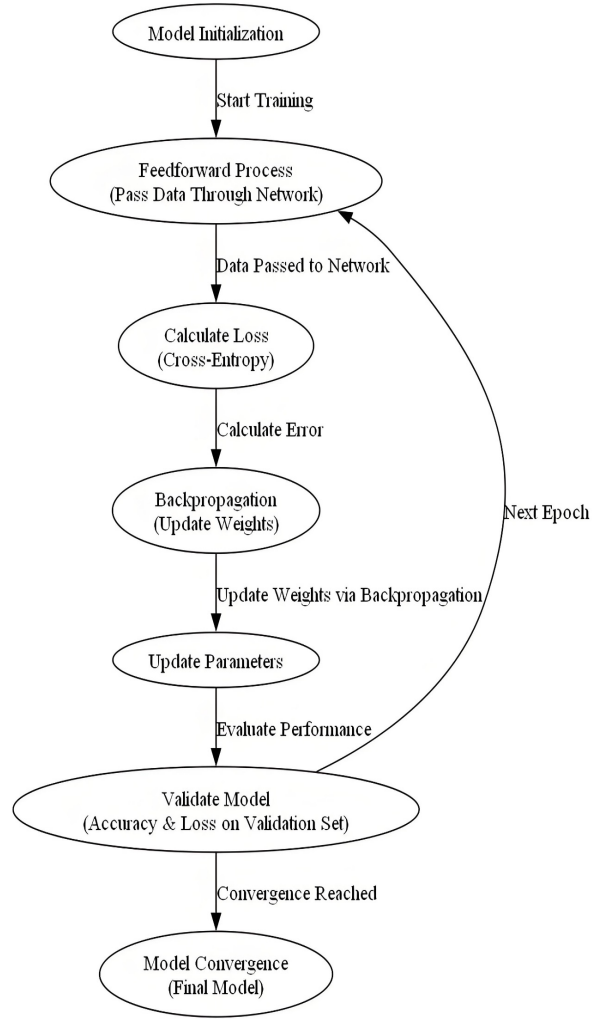 Model Initialization
Start Training
Feedforward Process
(Pass Data Through Network)
Data Passed to Network
Calculate Loss
(Cross-Entropy)
Calculate Error
Backpropagation
(Update Weights)
Next Epoch
Update Weights via Backpropagation
Update Parameters
Evaluate Performance
Validate Model
(Accuracy & Loss on Validation Set)
Convergence Reached
Model Convergence
(Final Model)